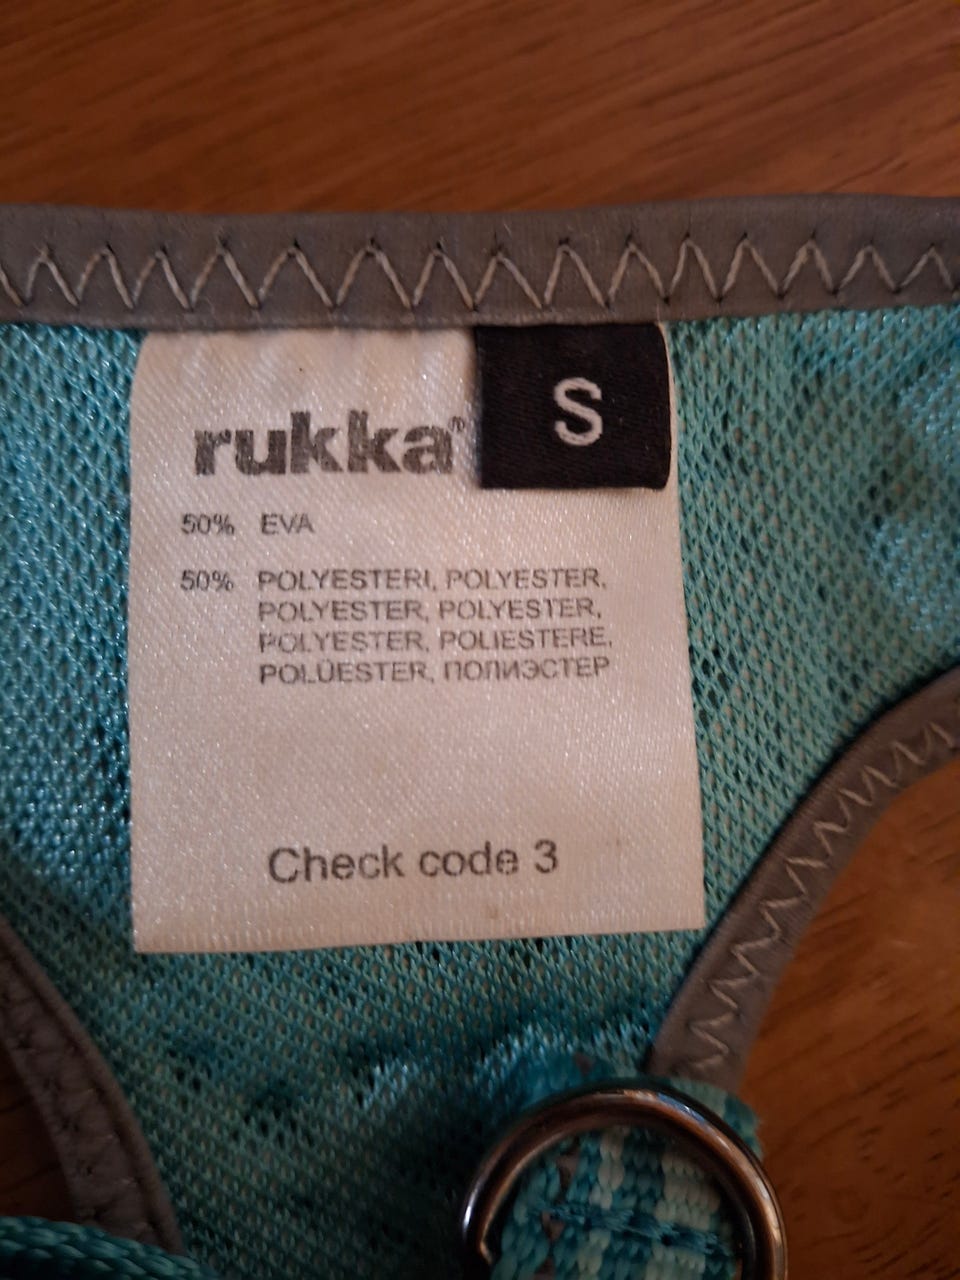 rukka®
S
50% EVA
50% POLYESTERI, POLYESTER,
POLYESTER, POLYESTER,
POLYESTER, POLIESTERE,
POLÜESTER, ПОЛИЭСТЕР
Check code 3